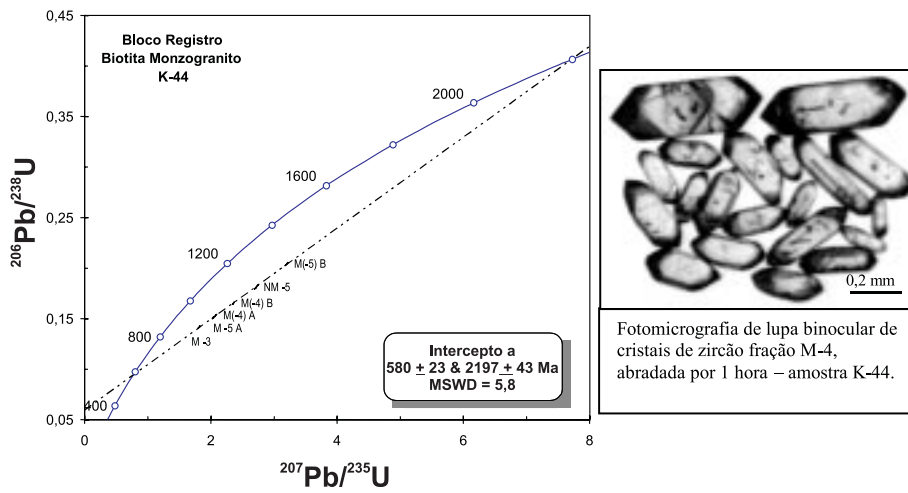 Bloco Registro
Biotita Monzogranito
K-44
0,45
0,35
0,25
0,15
0,05
206Pb/238U
2000
1600
1200
800
400
M(-5) B
NM -5
M(-4) B
M(-4) A
M -5 A
M -3
Intercepto a
580 ± 23 & 2197 ± 43 Ma
MSWD = 5,8
0 2 4 6 8
207Pb/235U
0,2 mm
Fotomicrografia de lupa binocular de
cristais de zircão fração M-4,
abradada por 1 hora – amostra K-44.